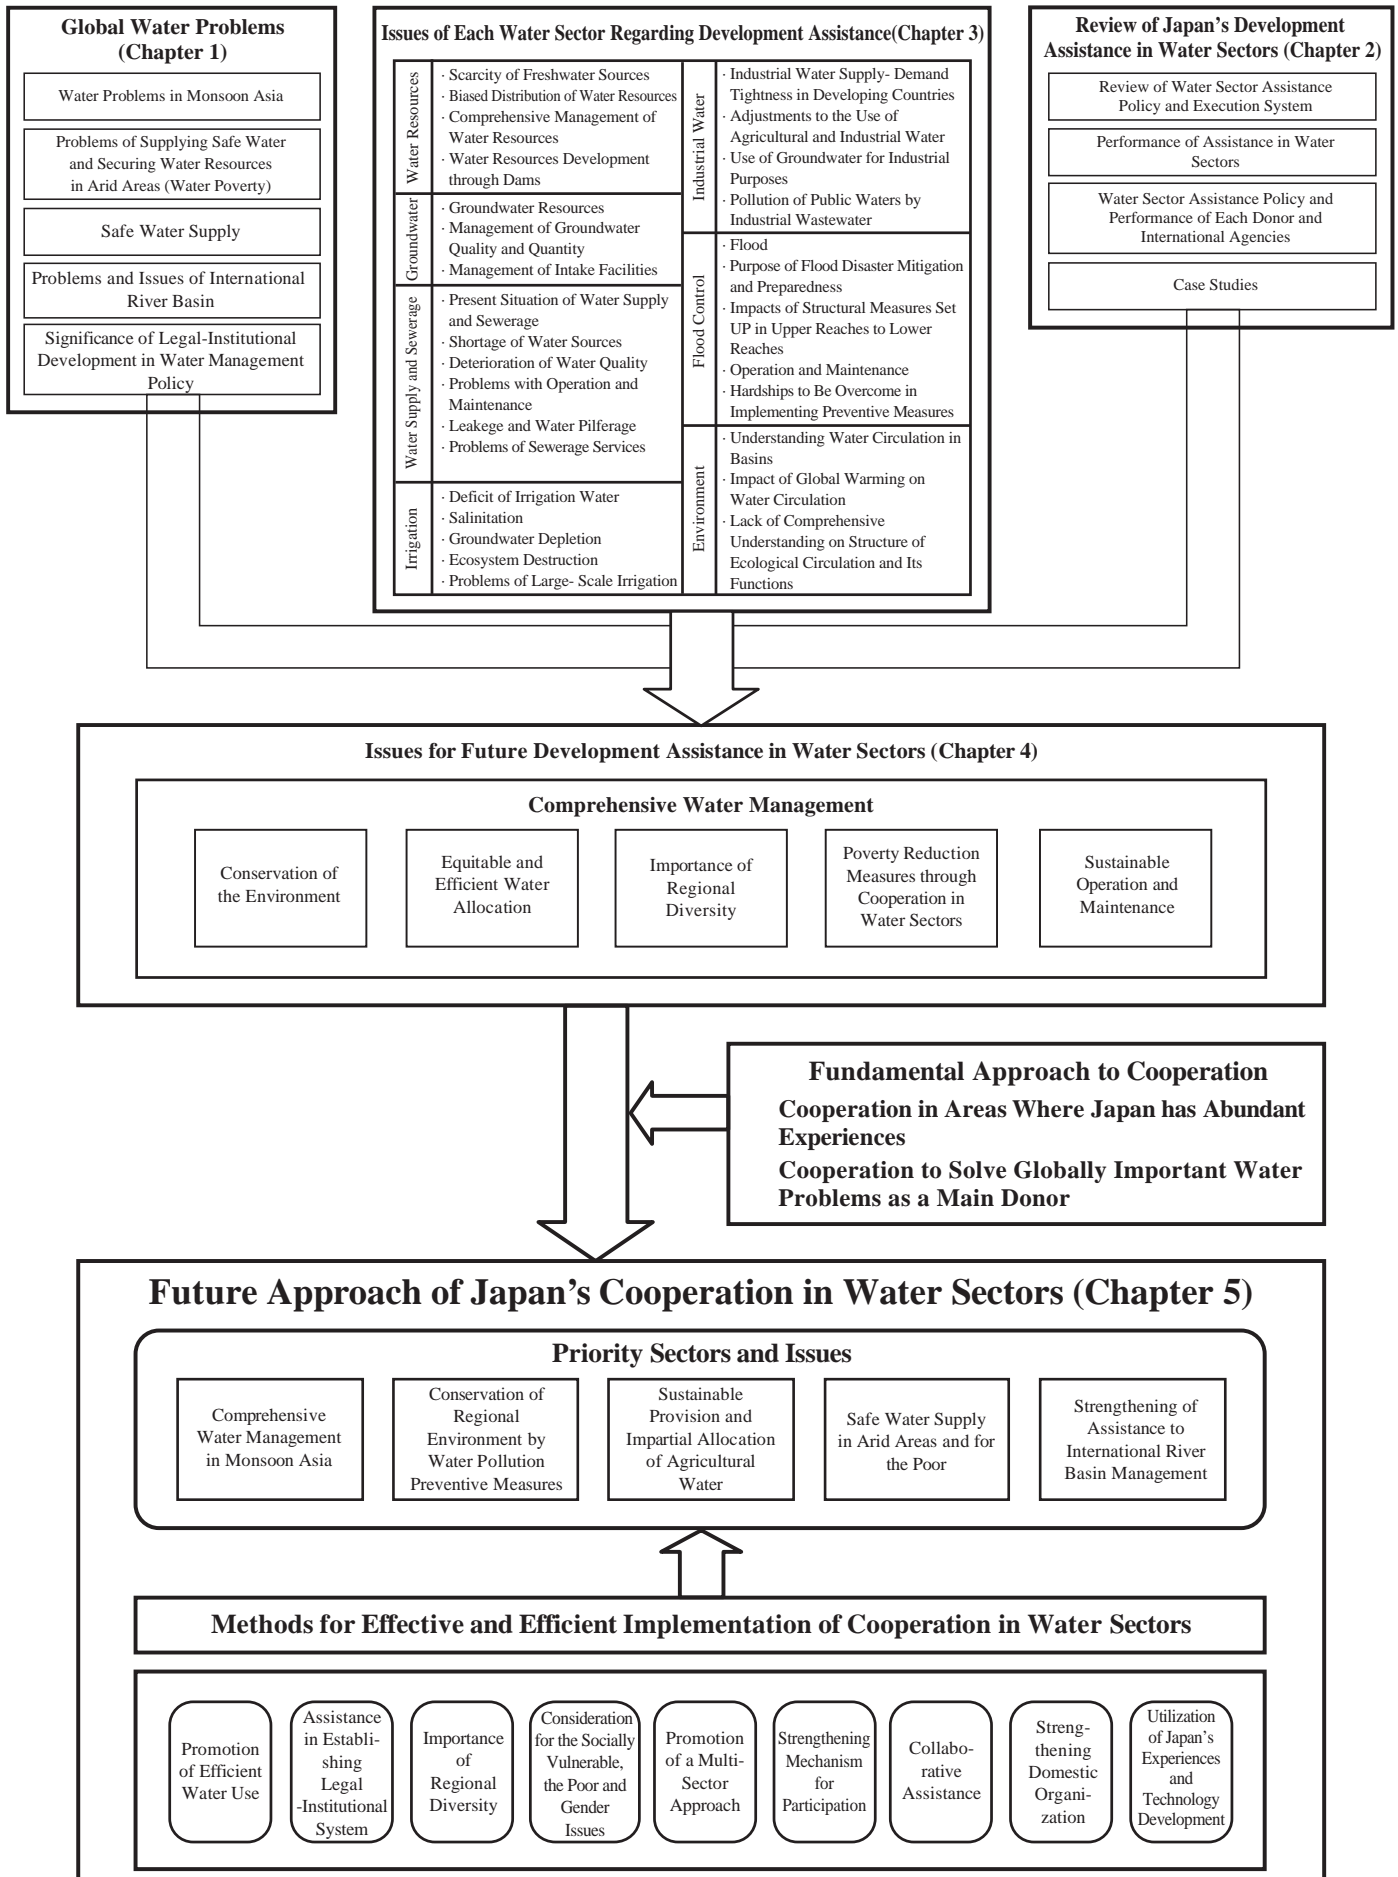 Global Water Problems
(Chapter 1)
Water Problems in Monsoon Asia
Problems of Supplying Safe Water
and Securing Water Resources
in Arid Areas (Water Poverty)
Safe Water Supply
Problems and Issues of International
River Basin
Significance of Legal-Institutional
Development in Water Management
Policy
Issues of Each Water Sector Regarding Development Assistance(Chapter 3)
Water Resources
· Scarcity of Freshwater Sources
· Biased Distribution of Water Resources
· Comprehensive Management of
Water Resources
· Water Resources Development
through Dams
Groundwater
· Groundwater Resources
· Management of Groundwater
Quality and Quantity
· Management of Intake Facilities
Water Supply and Sewerage
· Present Situation of Water Supply
and Sewerage
· Shortage of Water Sources
· Deterioration of Water Quality
· Problems with Operation and
Maintenance
· Leakege and Water Pilferage
· Problems of Sewerage Services
Irrigation
· Deficit of Irrigation Water
· Salinitation
· Groundwater Depletion
· Ecosystem Destruction
· Problems of Large- Scale Irrigation
Industrial Water
· Industrial Water Supply- Demand
Tightness in Developing Countries
· Adjustments to the Use of
Agricultural and Industrial Water
· Use of Groundwater for Industrial
Purposes
· Pollution of Public Waters by
Industrial Wastewater
Flood Control
· Flood
· Purpose of Flood Disaster Mitigation
and Preparedness
· Impacts of Structural Measures Set
UP in Upper Reaches to Lower
Reaches
· Operation and Maintenance
· Hardships to Be Overcome in
Implementing Preventive Measures
Environment
· Understanding Water Circulation in
Basins
· Impact of Global Warming on
Water Circulation
· Lack of Comprehensive
Understanding on Structure of
Ecological Circulation and Its
Functions
Review of Japan's Development
Assistance in Water Sectors (Chapter 2)
Review of Water Sector Assistance
Policy and Execution System
Performance of Assistance in Water
Sectors
Water Sector Assistance Policy and
Performance of Each Donor and
International Agencies
Case Studies
Issues for Future Development Assistance in Water Sectors (Chapter 4)
Comprehensive Water Management
Conservation of
the Environment
Equitable and
Efficient Water
Allocation
Importance of
Regional
Diversity
Poverty Reduction
Measures through
Cooperation in
Water Sectors
Sustainable
Operation and
Maintenance
Fundamental Approach to Cooperation
Cooperation in Areas Where Japan has Abundant
Experiences
Cooperation to Solve Globally Important Water
Problems as a Main Donor
Future Approach of Japan's Cooperation in Water Sectors (Chapter 5)
Priority Sectors and Issues
Comprehensive
Water Management
in Monsoon Asia
Conservation of
Regional
Environment by
Water Pollution
Preventive Measures
Sustainable
Provision and
Impartial Allocation
of Agricultural
Water
Safe Water Supply
in Arid Areas and for
the Poor
Strengthening of
Assistance to
International River
Basin Management
Methods for Effective and Efficient Implementation of Cooperation in Water Sectors
Promotion
of Efficient
Water Use
Assistance
in Establi-
shing
Legal
-Institutional
System
Importance
of
Regional
Diversity
Consideration
for the Socially
Vulnerable,
the Poor and
Gender
Issues
Promotion
of a Multi-
Sector
Approach
Strengthening
Mechanism
for
Participation
Collabo-
rative
Assistance
Streng-
thening
Domestic
Organi-
zation
Utilization
of Japan's
Experiences
and
Technology
Development